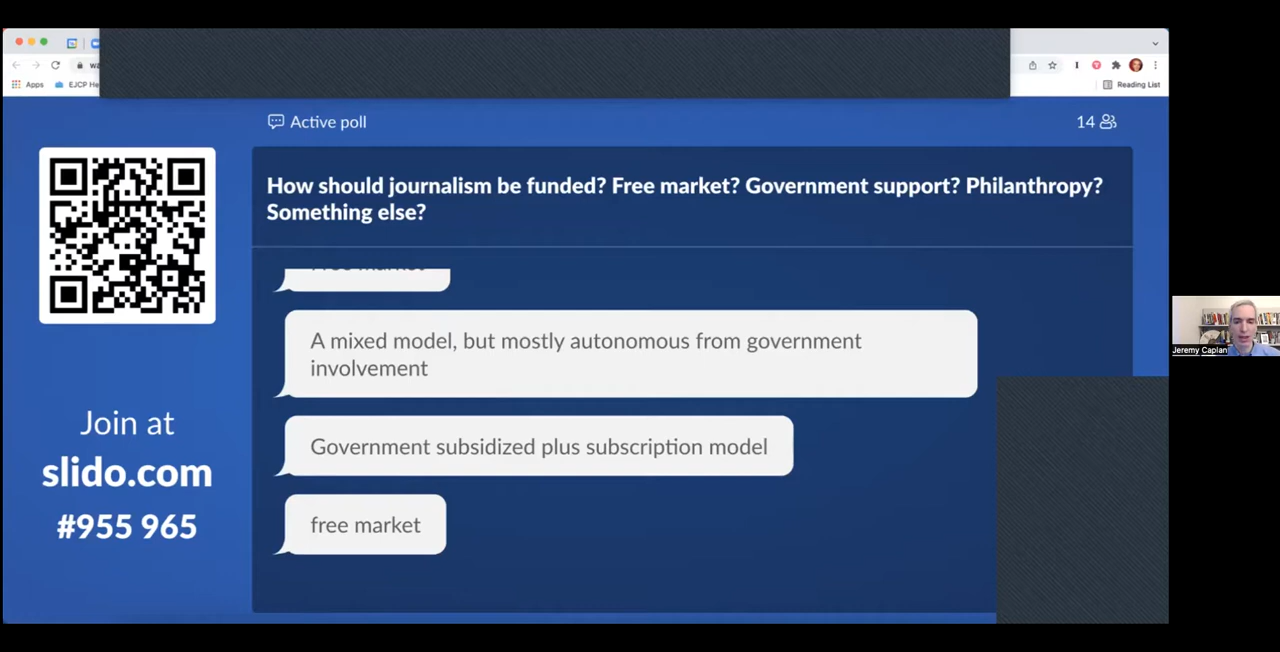 wa
Apps
EJCP He
Reading List
Active poll
14
How should journalism be funded? Free market? Government support? Philanthropy?
Something else?
A mixed model, but mostly autonomous from government
involvement
Government subsidized plus subscription model
free market
Join at
slido.com
#955 965
Jeremy Caplan